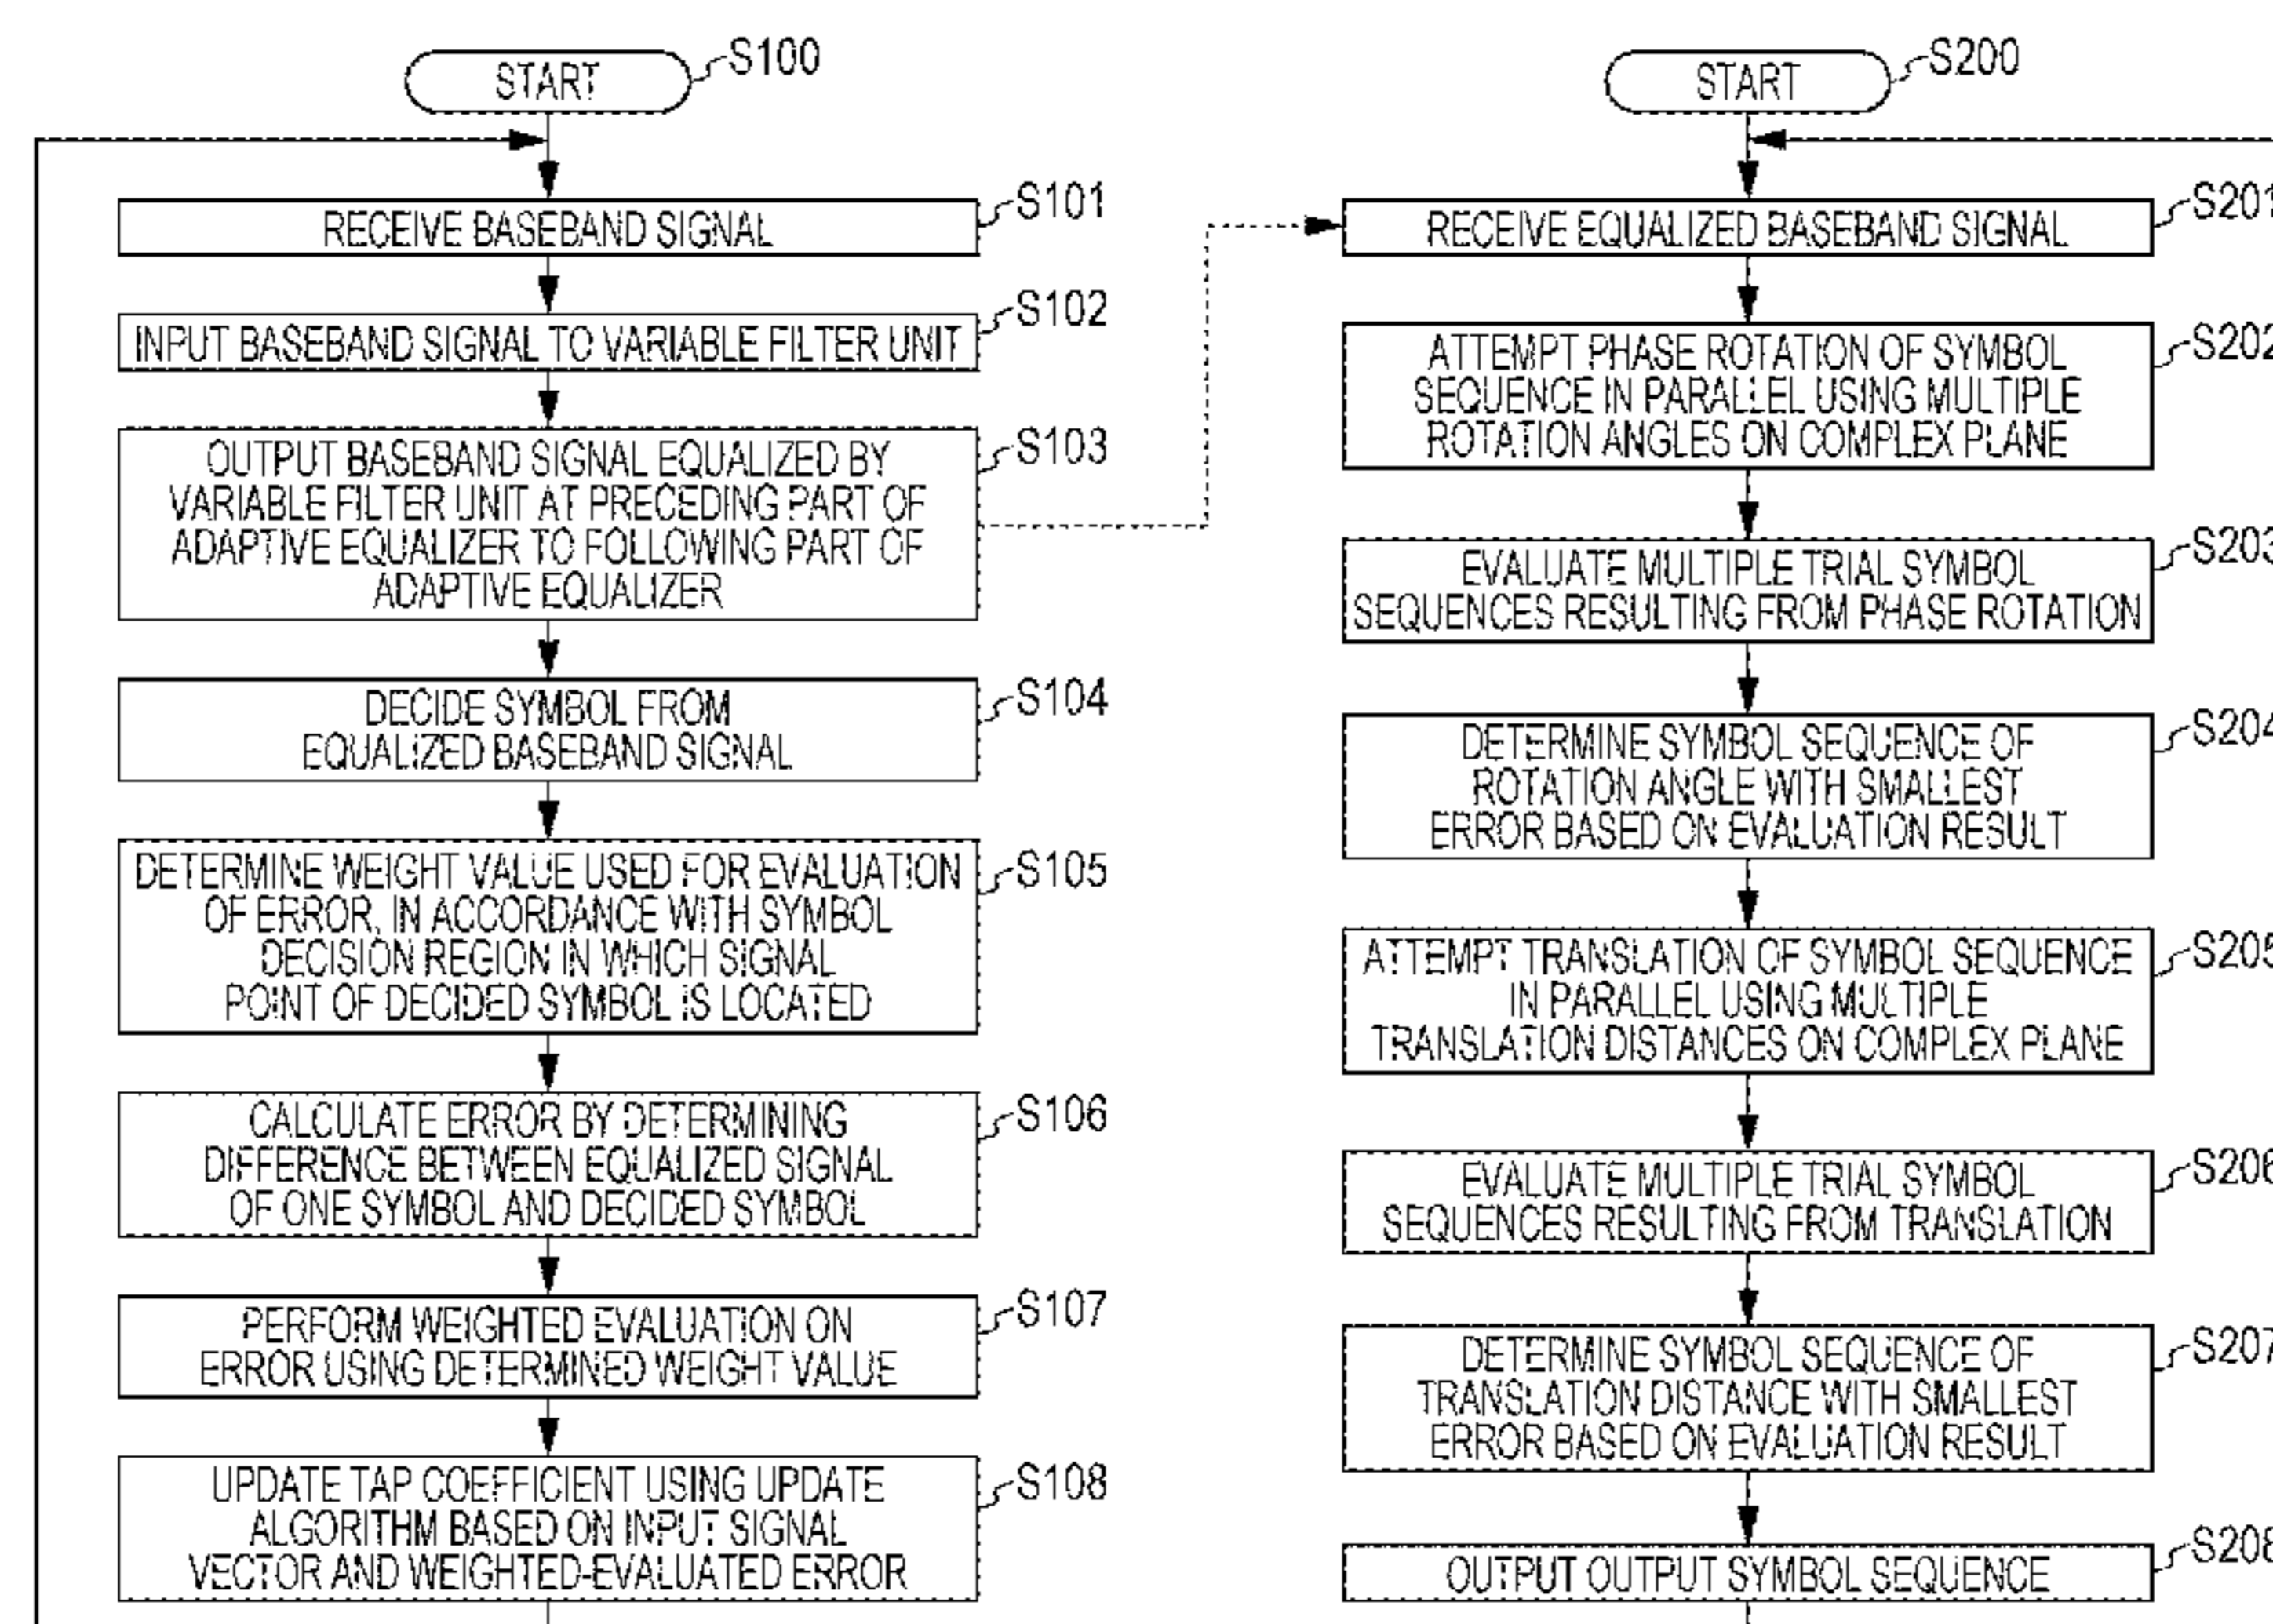 START
S100
RECEIVE BASEBAND SIGNAL
S101
INPUT BASEBAND SIGNAL TO VARIABLE FILTER UNIT
S102
OUTPUT BASEBAND SIGNAL EQUALIZED BY
VARIABLE FILTER UNIT AT PRECEDING PART OF
ADAPTIVE EQUALIZER TO FOLLOWING PART OF
ADAPTIVE EQUALIZER
S103
DECIDE SYMBOL FROM
EQUALIZED BASEBAND SIGNAL
S104
DETERMINE WEIGHT VALUE USED FOR EVALUATION
OF ERROR, IN ACCORDANCE WITH SYMBOL
DECISION REGION IN WHICH SIGNAL
POINT OF DECIDED SYMBOL IS LOCATED
S105
CALCULATE ERROR BY DETERMINING
DIFFERENCE BETWEEN EQUALIZED SIGNAL
OF ONE SYMBOL AND DECIDED SYMBOL
S106
PERFORM WEIGHTED EVALUATION ON
ERROR USING DETERMINED WEIGHT VALUE
S107
UPDATE TAP COEFFICIENT USING UPDATE
ALGORITHM BASED ON INPUT SIGNAL
VECTOR AND WEIGHTED-EVALUATED ERROR
S108
START
S200
RECEIVE EQUALIZED BASEBAND SIGNAL
S201
ATTEMPT PHASE ROTATION OF SYMBOL
SEQUENCE IN PARALLEL USING MULTIPLE
ROTATION ANGLES ON COMPLEX PLANE
S202
EVALUATE MULTIPLE TRIAL SYMBOL
SEQUENCES RESULTING FROM PHASE ROTATION
S203
DETERMINE SYMBOL SEQUENCE OF
ROTATION ANGLE WITH SMALLEST
ERROR BASED ON EVALUATION RESULT
S204
ATTEMPT TRANSLATION OF SYMBOL SEQUENCE
IN PARALLEL USING MULTIPLE
TRANSLATION DISTANCES ON COMPLEX PLANE
S205
EVALUATE MULTIPLE TRIAL SYMBOL
SEQUENCES RESULTING FROM TRANSLATION
S206
DETERMINE SYMBOL SEQUENCE OF
TRANSLATION DISTANCE WITH SMALLEST
ERROR BASED ON EVALUATION RESULT
S207
OUTPUT OUTPUT SYMBOL SEQUENCE
S208